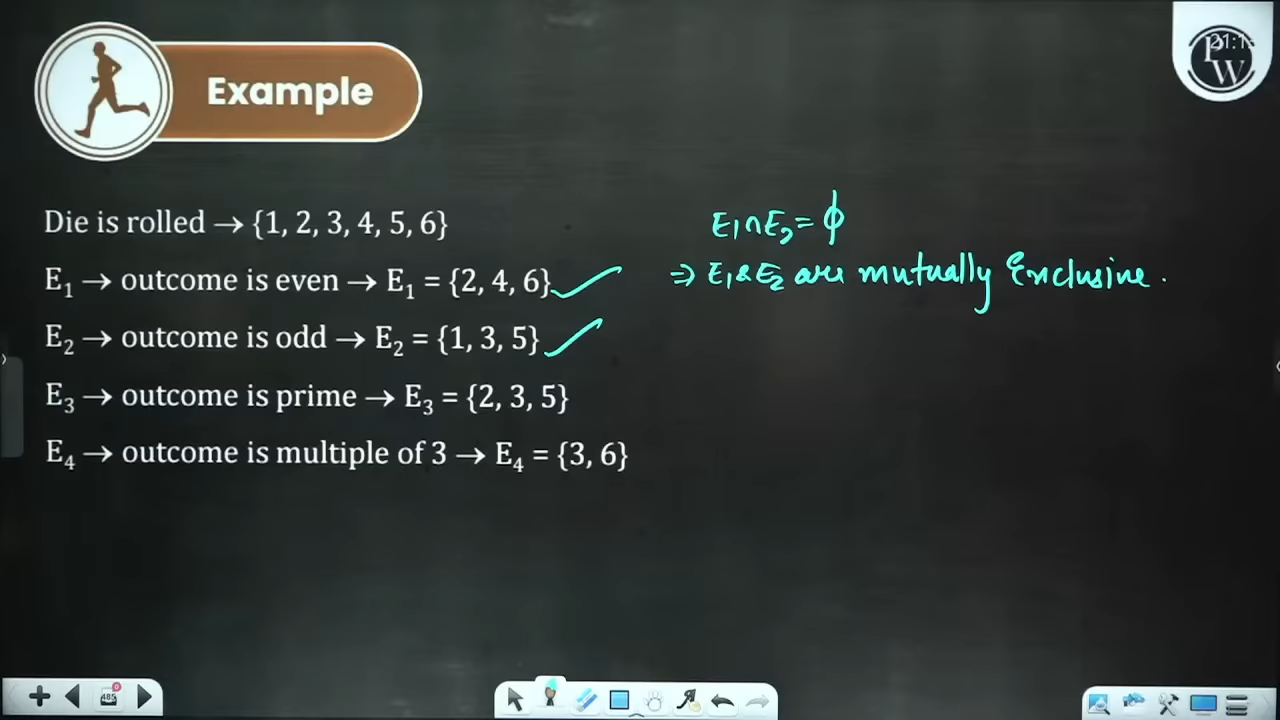 Example
Die is rolled → {1, 2, 3, 4, 5, 6}
E₁ → outcome is even → E₁ = {2, 4, 6}
E₂ → outcome is odd → E₂ = {1, 3, 5}
E₃ → outcome is prime → E₃ = {2, 3, 5}
E₄ → outcome is multiple of 3 → E₄ = {3, 6}
E₁∩E₂ = ϕ
⇒ E₁ & E₂ are mutually Exclusive.
PW
485